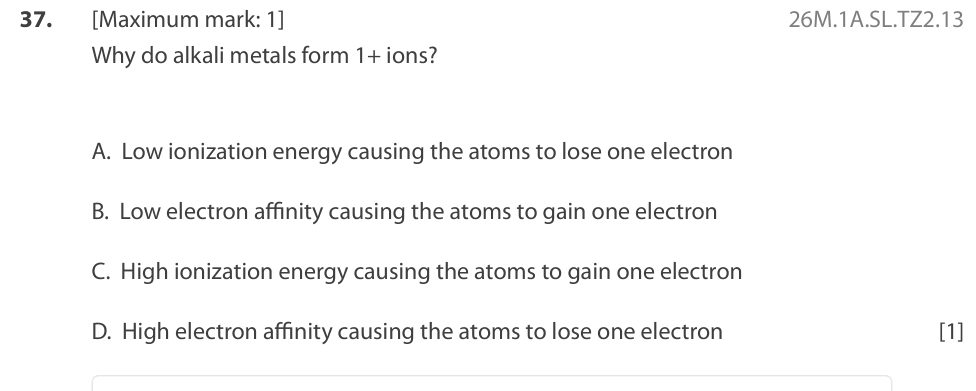 37. [Maximum mark: 1] 26M.1A.SL.TZ2.13
Why do alkali metals form 1+ ions?
A. Low ionization energy causing the atoms to lose one electron
B. Low electron affinity causing the atoms to gain one electron
C. High ionization energy causing the atoms to gain one electron
D. High electron affinity causing the atoms to lose one electron [1]